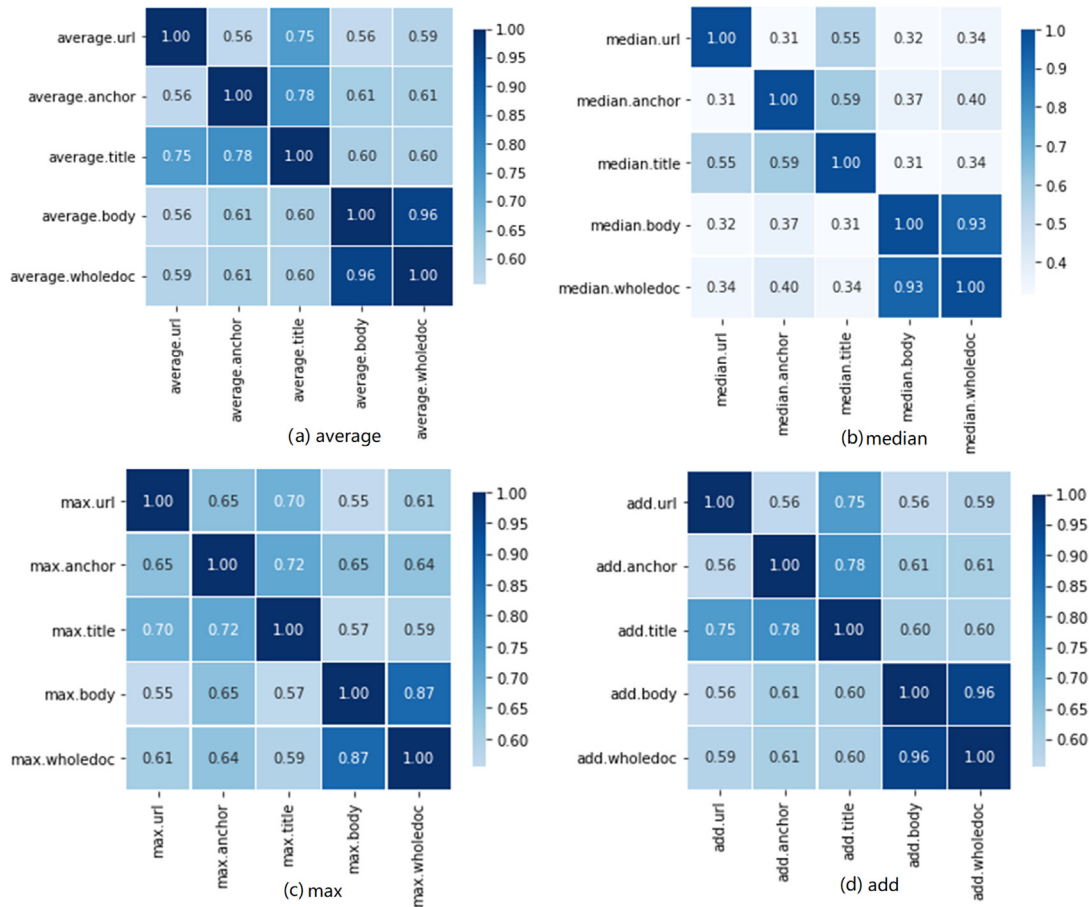 average.url 1.00 0.56 0.75 0.56 0.59
average.anchor 0.56 1.00 0.78 0.61 0.61
average.title 0.75 0.78 1.00 0.60 0.60
average.body 0.56 0.61 0.60 1.00 0.96
average.wholedoc 0.59 0.61 0.60 0.96 1.00
average.url average.anchor average.title average.body average.wholedoc
1.00
0.95
0.90
0.85
0.80
0.75
0.70
0.65
0.60
(a) average
median.url 1.00 0.31 0.55 0.32 0.34
median.anchor 0.31 1.00 0.59 0.37 0.40
median.title 0.55 0.59 1.00 0.31 0.34
median.body 0.32 0.37 0.31 1.00 0.93
median.wholedoc 0.34 0.40 0.34 0.93 1.00
median.url median.anchor median.title median.body median.wholedoc
1.0
0.9
0.8
0.7
0.6
0.5
0.4
(b) median
max.url 1.00 0.65 0.70 0.55 0.61
max.anchor 0.65 1.00 0.72 0.65 0.64
max.title 0.70 0.72 1.00 0.57 0.59
max.body 0.55 0.65 0.57 1.00 0.87
max.wholedoc 0.61 0.64 0.59 0.87 1.00
max.url max.anchor max.title max.body max.wholedoc
1.00
0.95
0.90
0.85
0.80
0.75
0.70
0.65
0.60
(c) max
add.url 1.00 0.56 0.75 0.56 0.59
add.anchor 0.56 1.00 0.78 0.61 0.61
add.title 0.75 0.78 1.00 0.60 0.60
add.body 0.56 0.61 0.60 1.00 0.96
add.wholedoc 0.59 0.61 0.60 0.96 1.00
add.url add.anchor add.title add.body add.wholedoc
1.00
0.95
0.90
0.85
0.80
0.75
0.70
0.65
0.60
(d) add